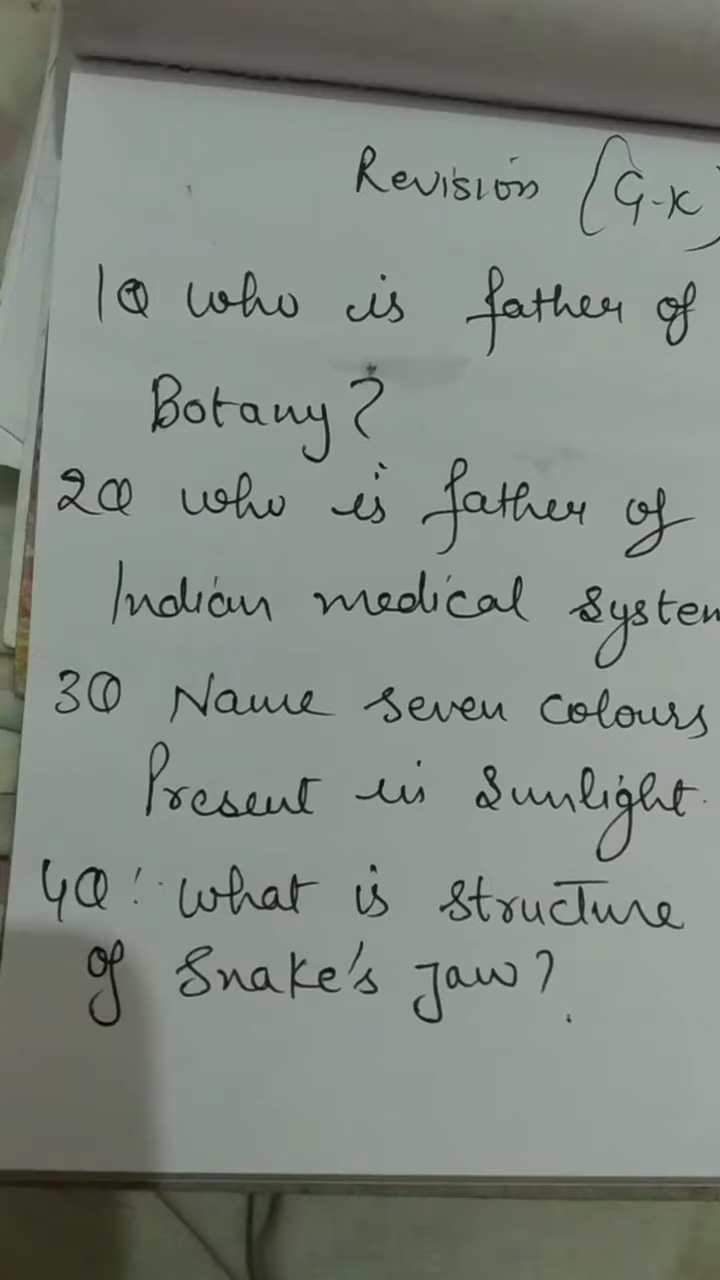 Revision (G-K)
1Q who is father of
Botany?
2Q who is father of
Indian medical system
3Q Name seven colours
Present in Sunlight.
4Q: what is structure
of Snake's Jaw?